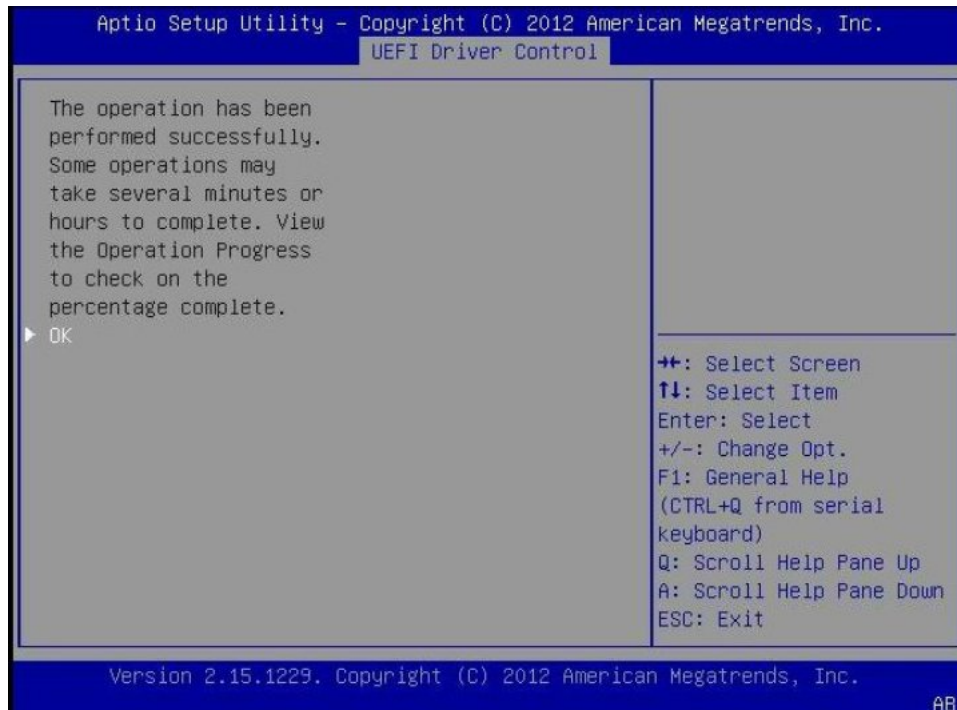 Aptio Setup Utility – Copyright (C) 2012 American Megatrends, Inc.
UEFI Driver Control
The operation has been
performed successfully.
Some operations may
take several minutes or
hours to complete. View
the Operation Progress
to check on the
percentage complete.
OK
→←: Select Screen
↑↓: Select Item
Enter: Select
+/-: Change Opt.
F1: General Help
(CTRL+Q from serial
keyboard)
Q: Scroll Help Pane Up
A: Scroll Help Pane Down
ESC: Exit
Version 2.15.1229. Copyright (C) 2012 American Megatrends, Inc.
AB